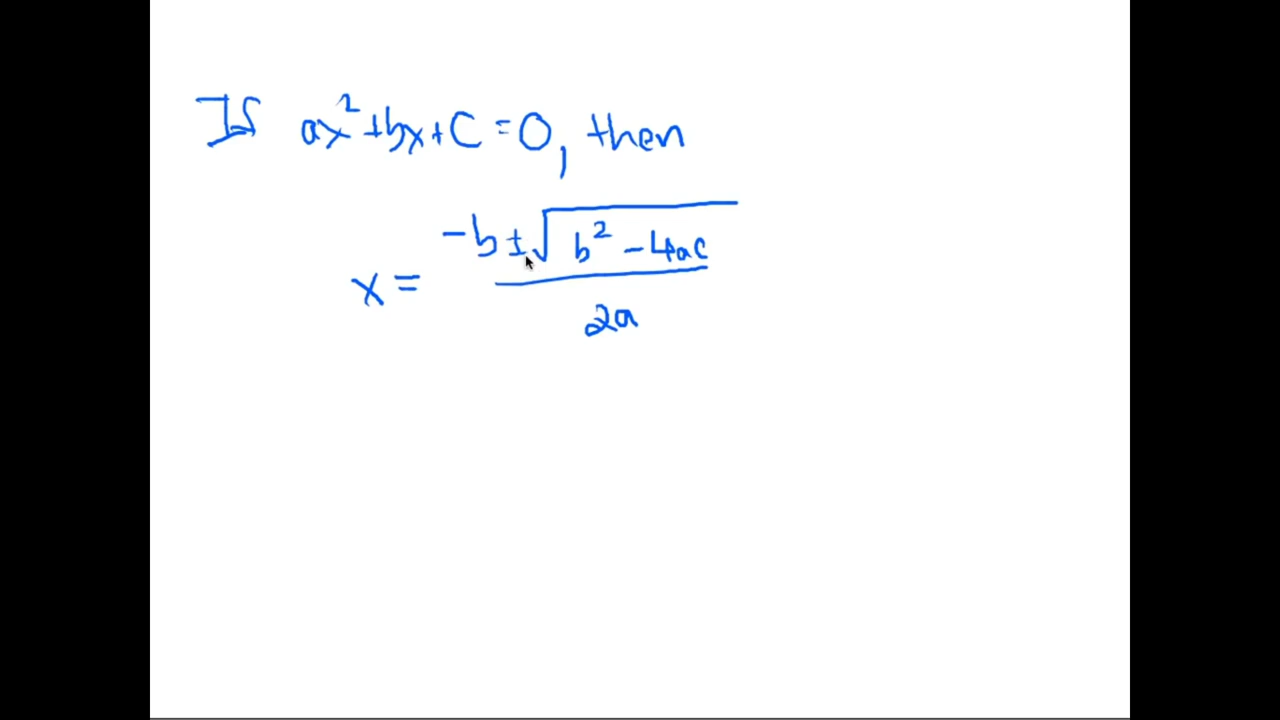 If ax²+bx+c=0, then
x = (-b ± √(b² - 4ac)) / 2a